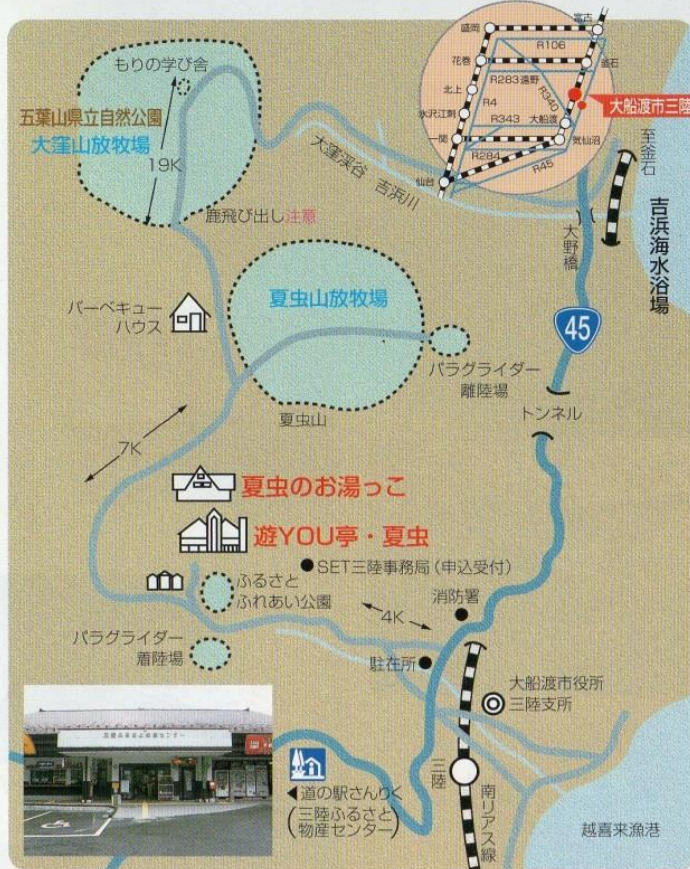 盛岡
宮古
R106
花巻
釜石
R283
遠野
北上
R4
R340
水沢江刺
R343
大船渡
一関
気仙沼
R284
R45
仙台
大船渡市三陸
もりの学び舎
五葉山県立自然公園
大窪山放牧場
19K
大窪渓谷
吉浜川
至釜石
吉浜海水浴場
大野橋
鹿飛び出し注意
バーベキュー
ハウス
夏虫山放牧場
45
パラグライダー
離陸場
夏虫山
トンネル
7K
夏虫のお湯っこ
遊YOU亭・夏虫
SET三陸事務局(申込受付)
ふるさと
ふれあい公園
4K
消防署
パラグライダー
着陸場
駐在所
大船渡市役所
三陸支所
三陸
南リアス線
◀道の駅さんりく
(三陸ふるさと
物産センター)
越喜来漁港